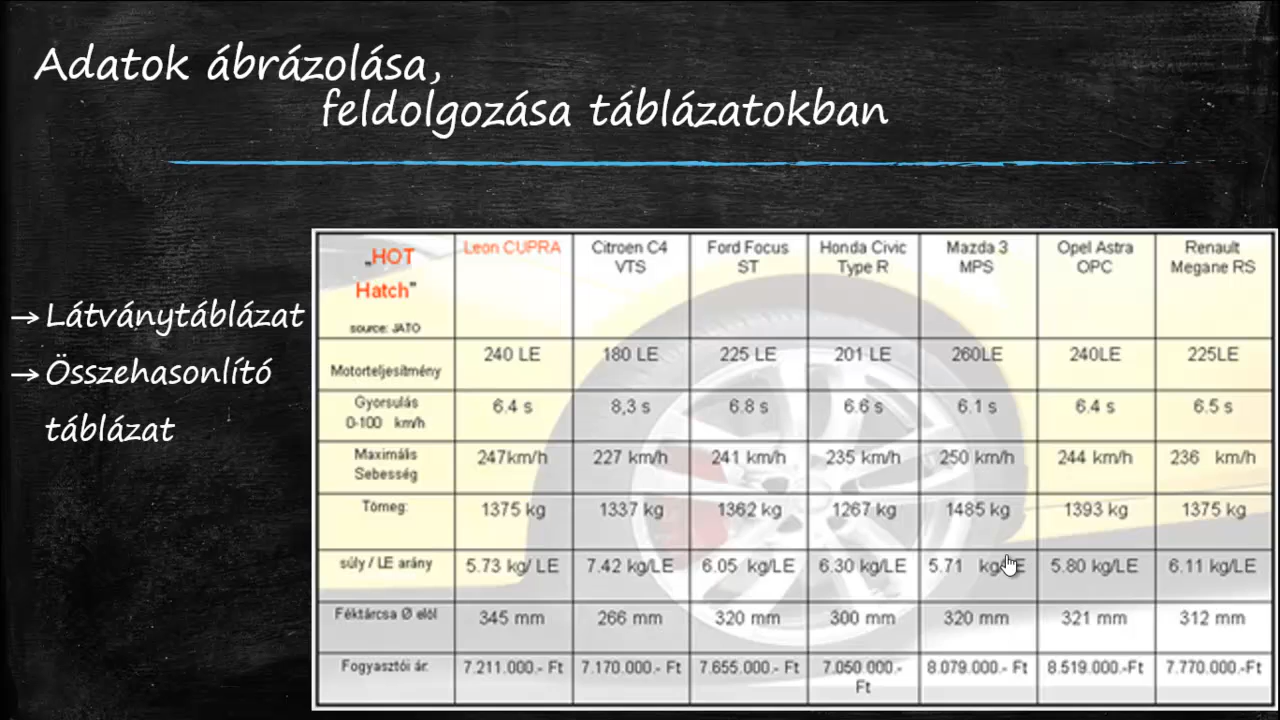 Adatok ábrázolása,
feldolgozása táblázatokban
→ Látványtáblázat
→ Összehasonlító
táblázat
„HOT Hatch” source: JATO | Leon CUPRA | Citroen C4 VTS | Ford Focus ST | Honda Civic Type R | Mazda 3 MPS | Opel Astra OPC | Renault Megane RS
Motorteljesítmény | 240 LE | 180 LE | 225 LE | 201 LE | 260LE | 240LE | 225LE
Gyorsulás 0-100 km/h | 6.4 s | 8,3 s | 6.8 s | 6.6 s | 6.1 s | 6.4 s | 6.5 s
Maximális Sebesség | 247km/h | 227 km/h | 241 km/h | 235 km/h | 250 km/h | 244 km/h | 236 km/h
Tömeg: | 1375 kg | 1337 kg | 1362 kg | 1267 kg | 1485 kg | 1393 kg | 1375 kg
súly / LE arány | 5.73 kg/ LE | 7.42 kg/LE | 6.05 kg/LE | 6.30 kg/LE | 5.71 kg/LE | 5.80 kg/LE | 6.11 kg/LE
Féktárcsa Ø elöl | 345 mm | 266 mm | 320 mm | 300 mm | 320 mm | 321 mm | 312 mm
Fogyasztói ár: | 7.211.000.- Ft | 7.170.000.- Ft | 7.655.000.- Ft | 7.050.000.- Ft | 8.079.000.- Ft | 8.519.000.-Ft | 7.770.000.-Ft